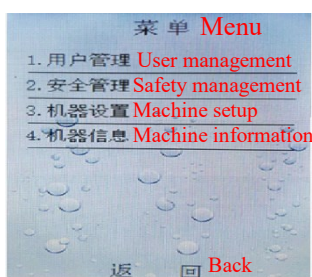 菜单 Menu
1.用户管理 User management
2.安全管理 Safety management
3.机器设置 Machine setup
4.机器信息 Machine information
返 回 Back